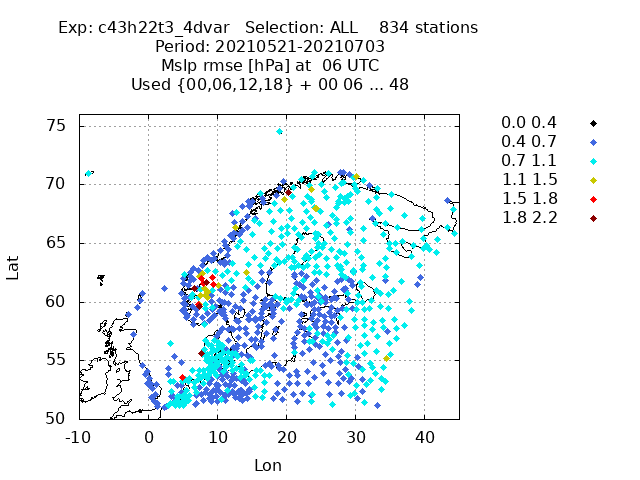 Exp: c43h22t3_4dvar Selection: ALL 834 stations
Period: 20210521-20210703
Mslp rmse [hPa] at 06 UTC
Used {00,06,12,18} + 00 06 ... 48
0.0 0.4
0.4 0.7
0.7 1.1
1.1 1.5
1.5 1.8
1.8 2.2
75
70
65
60
55
50
Lat
-10 0 10 20 30 40
Lon